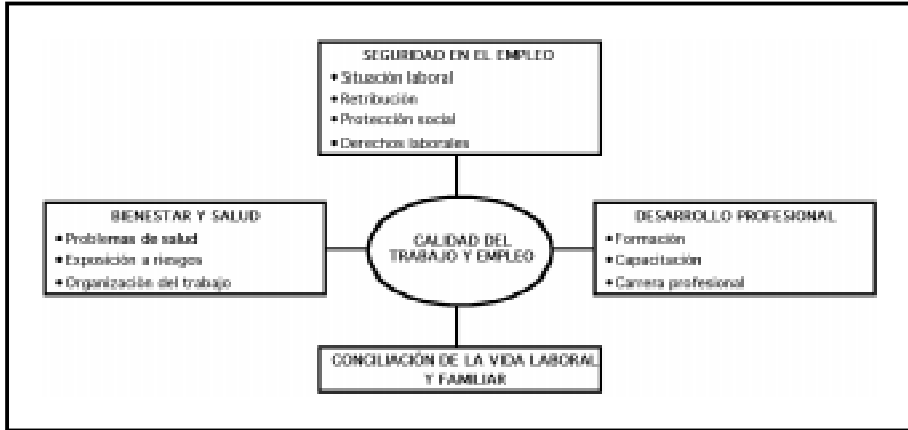 SEGURIDAD EN EL EMPLEO
• Situación laboral
• Retribución
• Protección social
• Derechos laborales
BIENESTAR Y SALUD
• Problemas de salud
• Exposición a riesgos
• Organización del trabajo
CALIDAD DEL
TRABAJO Y EMPLEO
DESARROLLO PROFESIONAL
• Formación
• Capacitación
• Carrera profesional
CONCILIACIÓN DE LA VIDA LABORAL
Y FAMILIAR